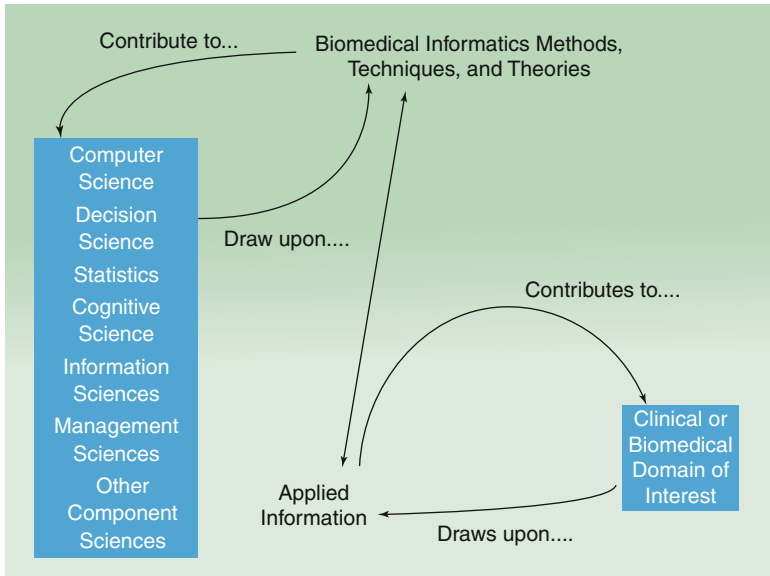 Contribute to...
Biomedical Informatics Methods,
Techniques, and Theories
Computer
Science
Decision
Science
Statistics
Cognitive
Science
Information
Sciences
Management
Sciences
Other
Component
Sciences
Draw upon....
Contributes to....
Applied
Information
Clinical or
Biomedical
Domain of
Interest
Draws upon....